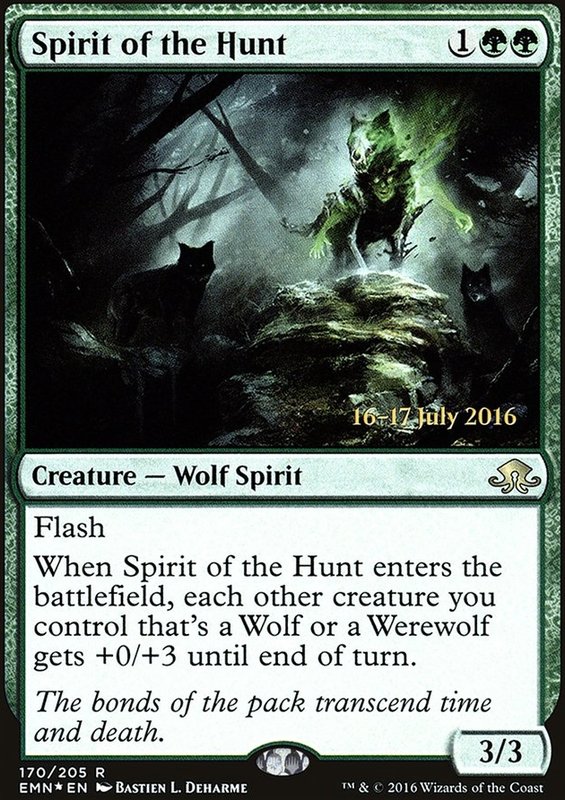 Spirit of the Hunt 1
16–17 July 2016
Creature — Wolf Spirit
Flash
When Spirit of the Hunt enters the
battlefield, each other creature you
control that's a Wolf or a Werewolf
gets +0/+3 until end of turn.
The bonds of the pack transcend time
and death.
3/3
170/205 R
EMN★EN Bastien L. Deharme
™ & © 2016 Wizards of the Coast